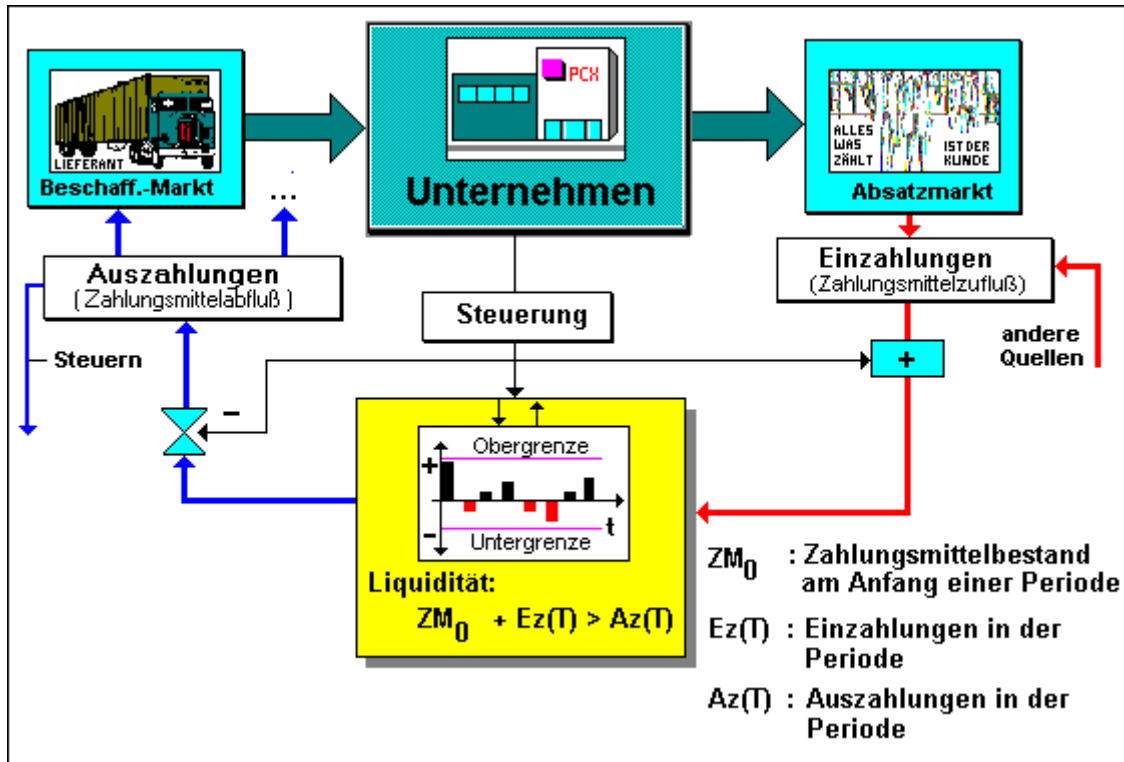 PCX
Unternehmen
LIEFERANT
Beschaff.-Markt
...
ALLES
WAS
ZÄHLT
IST DER
KUNDE
Absatzmarkt
Auszahlungen
(Zahlungsmittelabfluß)
Steuern
Steuerung
Einzahlungen
(Zahlungsmittelzufluß)
andere
Quellen
+
−
Obergrenze
+
−
t
Untergrenze
Liquidität:
ZM0 + Ez(T) > Az(T)
ZM0 : Zahlungsmittelbestand
am Anfang einer Periode
Ez(T) : Einzahlungen in der
Periode
Az(T) : Auszahlungen in der
Periode